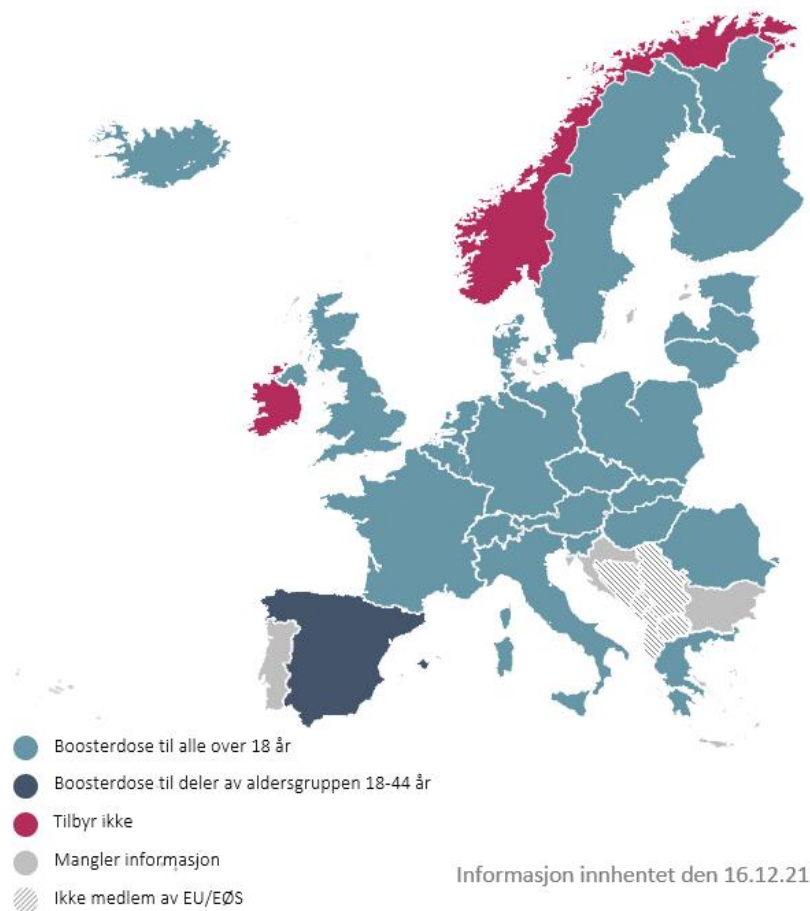 Boosterdose til alle over 18 år
Boosterdose til deler av aldersgruppen 18-44 år
Tilbyr ikke
Mangler informasjon
Informasjon innhentet den 16.12.21
Ikke medlem av EU/EØS